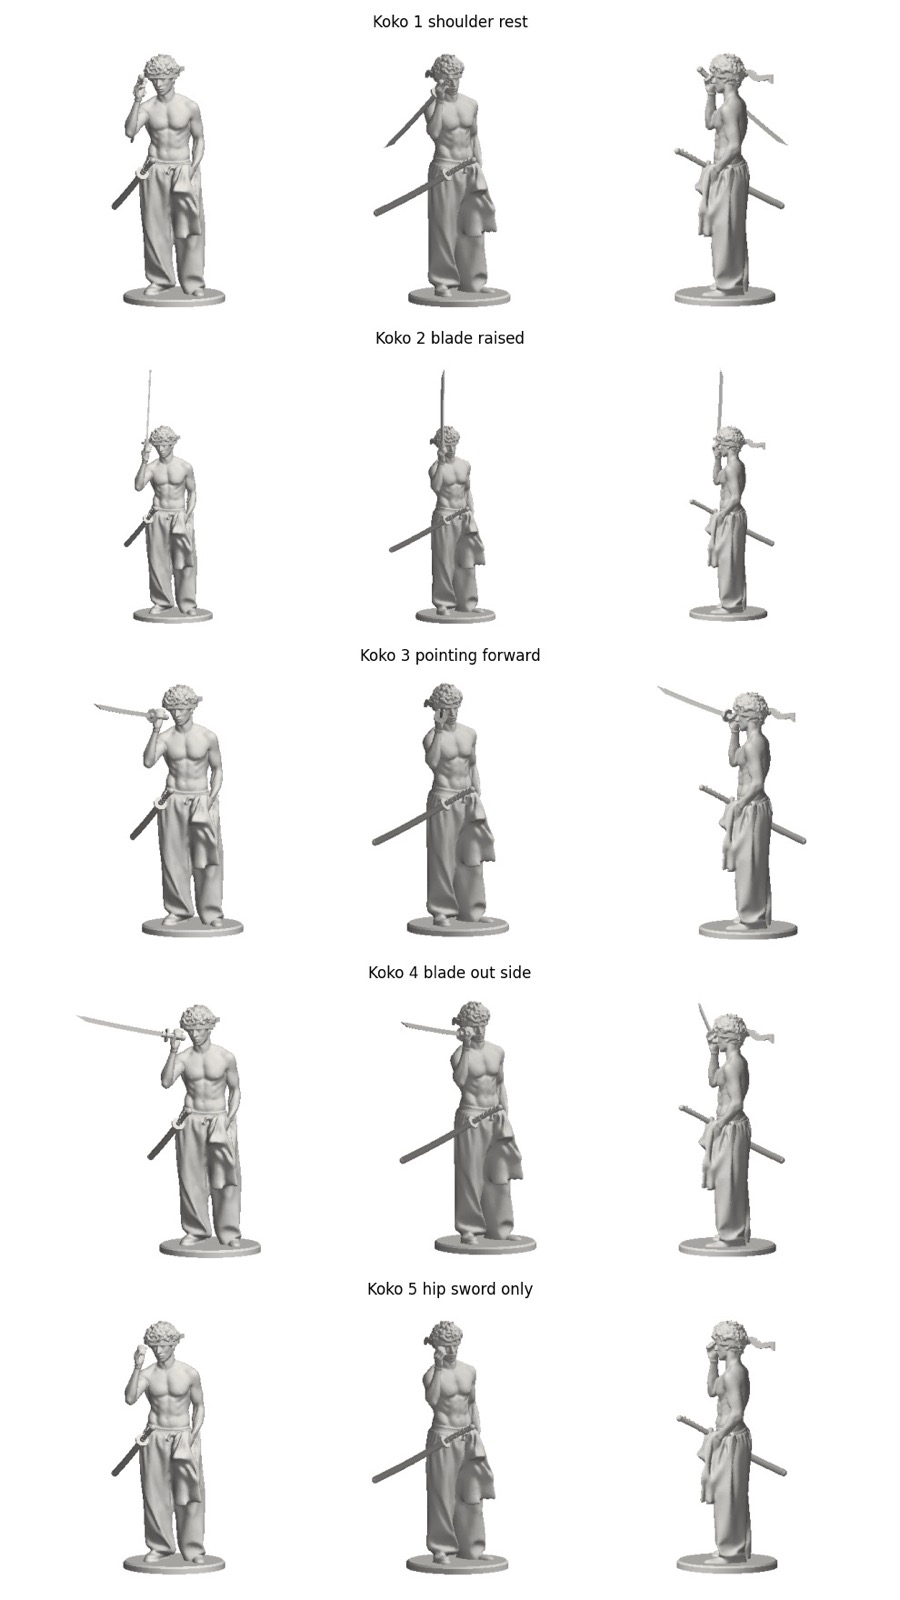 Koko 1 shoulder rest
Koko 2 blade raised
Koko 3 pointing forward
Koko 4 blade out side
Koko 5 hip sword only